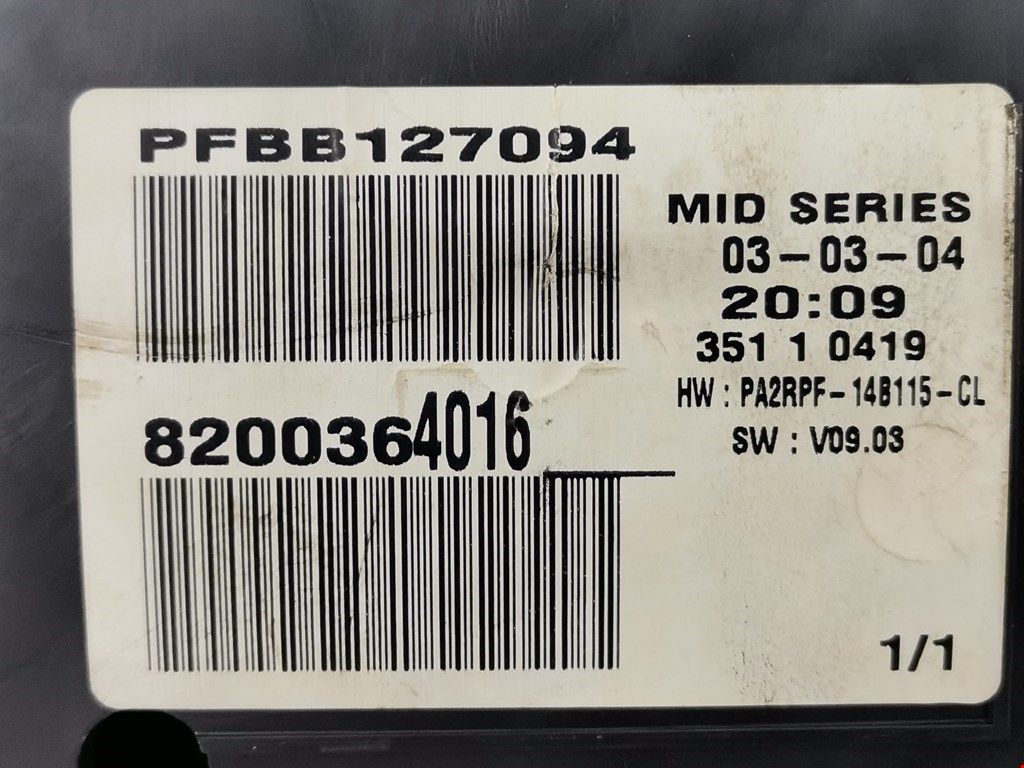 PFBB127094
MID SERIES
03-03-04
20:09
351 1 0419
HW : PA2RPF-14B115-CL
SW : V09.03
8200364016
1/1